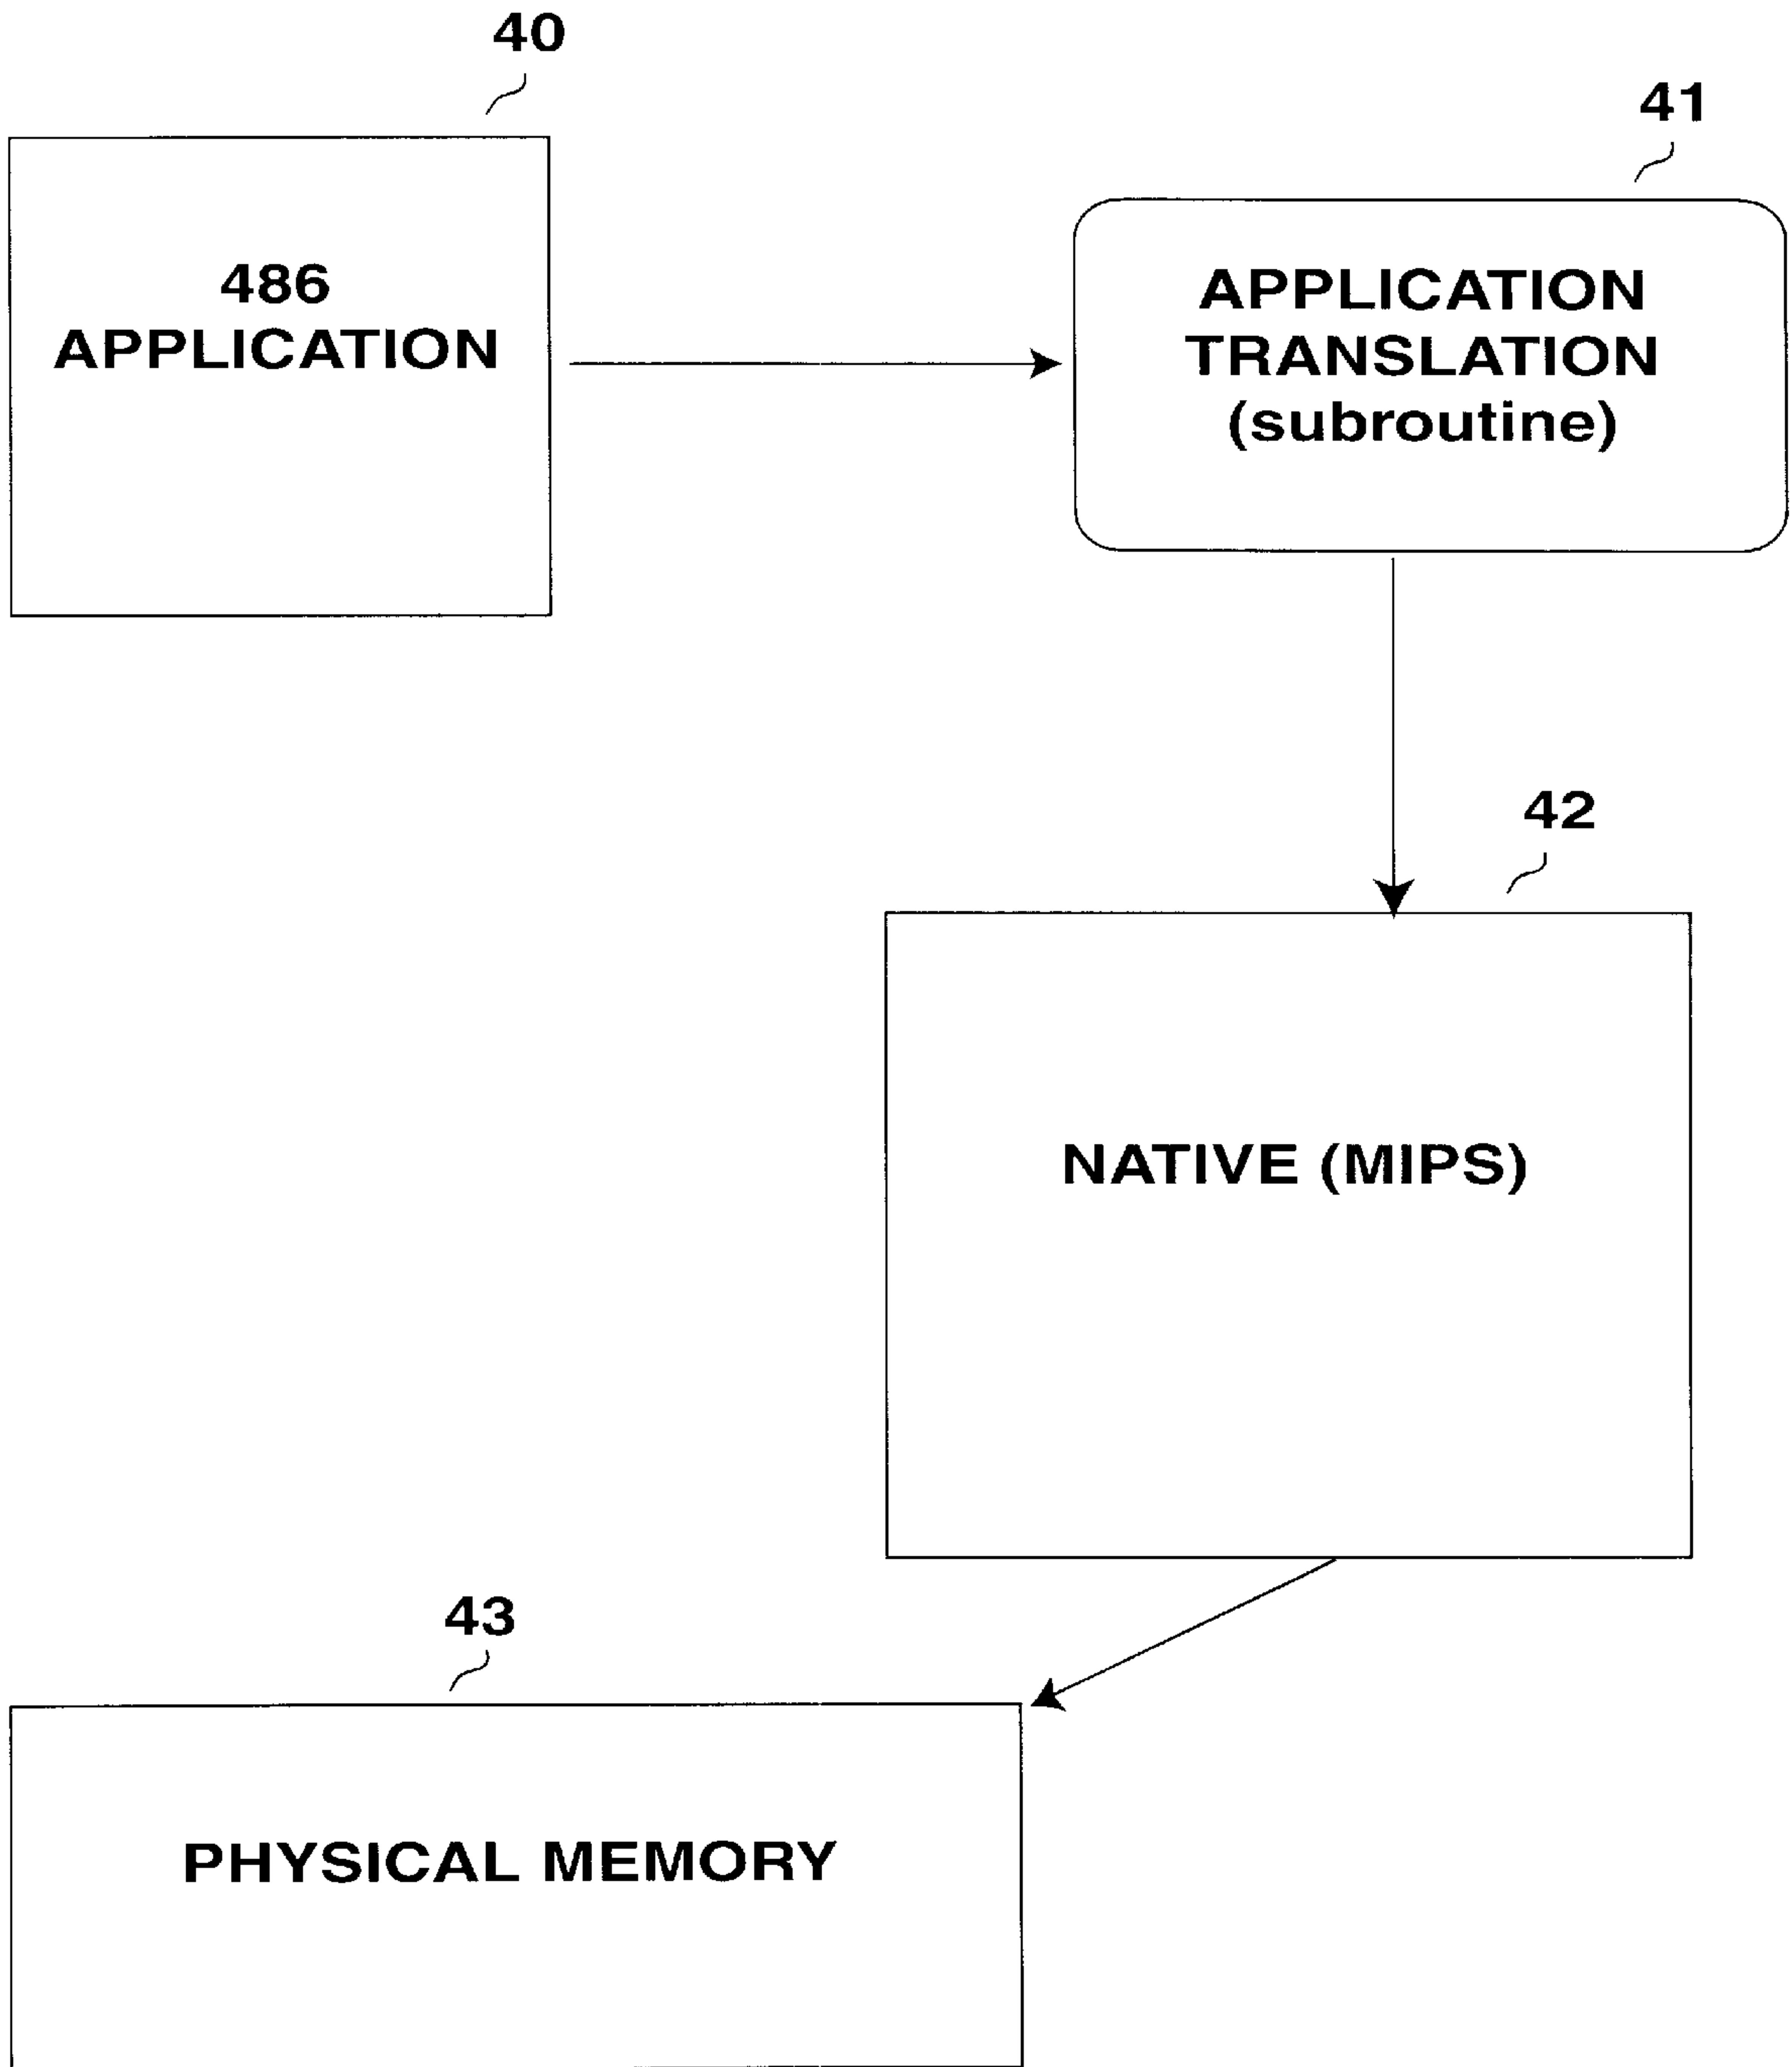 40
486
APPLICATION
41
APPLICATION
TRANSLATION
(subroutine)
42
NATIVE (MIPS)
43
PHYSICAL MEMORY